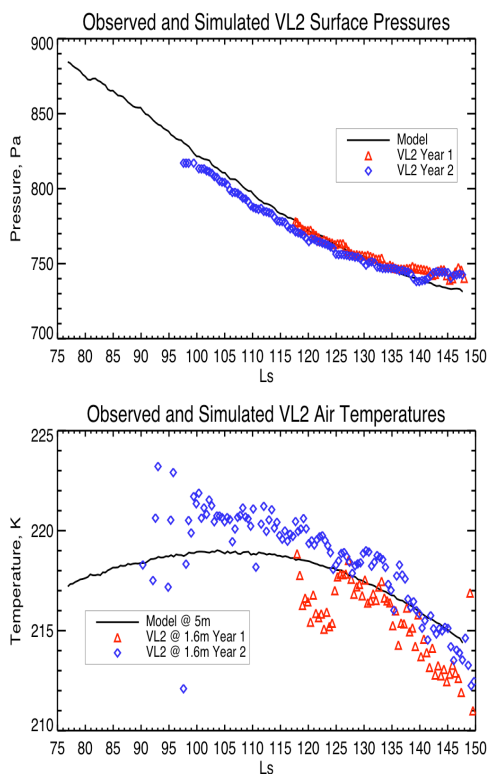 Observed and Simulated VL2 Surface Pressures
900
850
800
750
700
Pressure, Pa
Model
VL2 Year 1
VL2 Year 2
75 80 85 90 95 100 105 110 115 120 125 130 135 140 145 150
Ls
Observed and Simulated VL2 Air Temperatures
225
220
215
210
Temperature, K
Model @ 5m
VL2 @ 1.6m Year 1
VL2 @ 1.6m Year 2
75 80 85 90 95 100 105 110 115 120 125 130 135 140 145 150
Ls